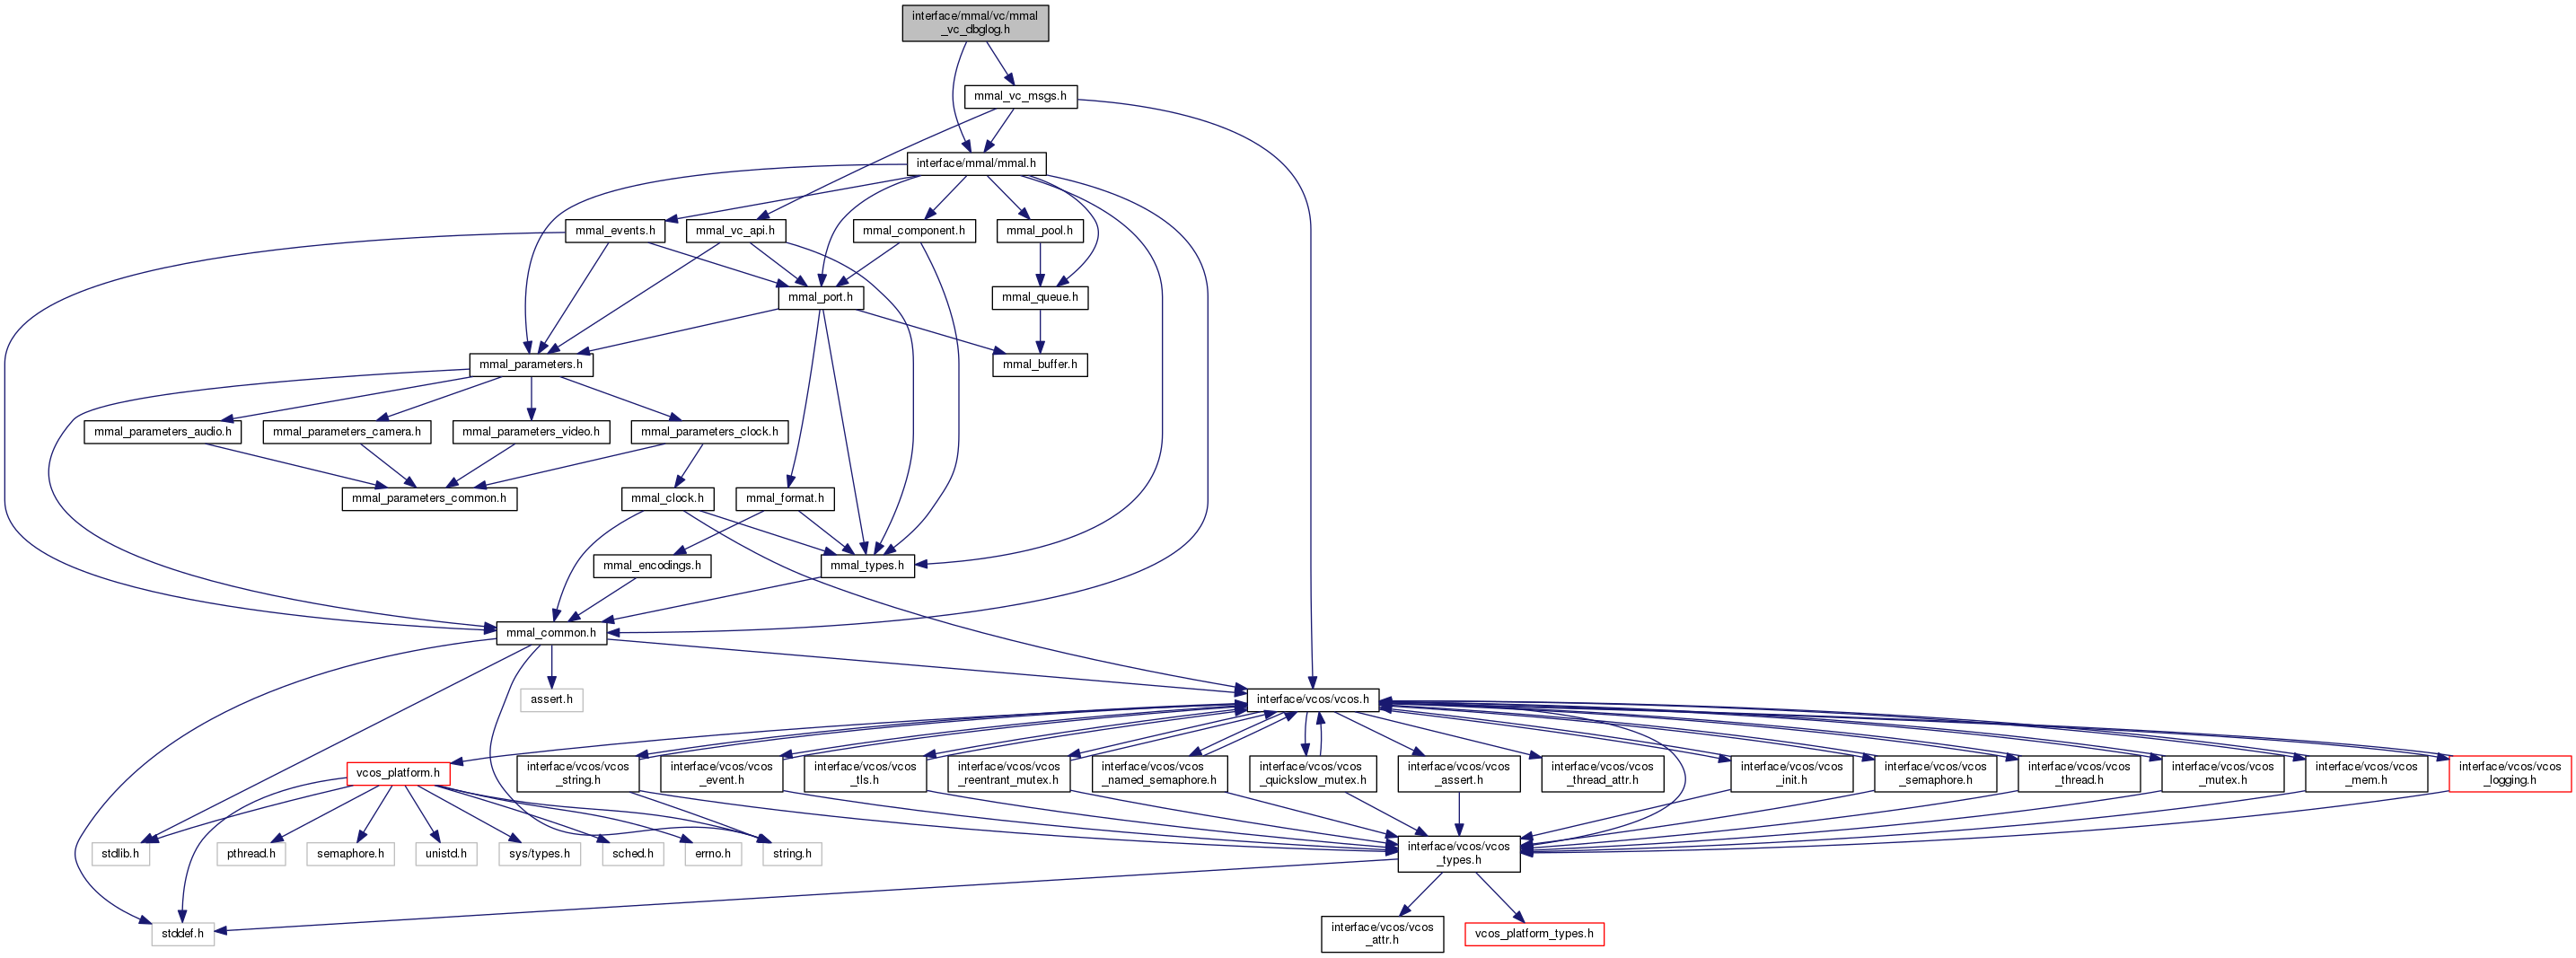 interface/mmal/vc/mmal
_vc_dbglog.h
mmal_vc_msgs.h
interface/mmal/mmal.h
mmal_events.h
mmal_vc_api.h
mmal_component.h
mmal_pool.h
mmal_port.h
mmal_queue.h
mmal_parameters.h
mmal_buffer.h
mmal_parameters_audio.h
mmal_parameters_camera.h
mmal_parameters_video.h
mmal_parameters_clock.h
mmal_parameters_common.h
mmal_clock.h
mmal_format.h
mmal_encodings.h
mmal_types.h
mmal_common.h
assert.h
interface/vcos/vcos.h
vcos_platform.h
interface/vcos/vcos
_string.h
interface/vcos/vcos
_event.h
interface/vcos/vcos
_tls.h
interface/vcos/vcos
_reentrant_mutex.h
interface/vcos/vcos
_named_semaphore.h
interface/vcos/vcos
_quickslow_mutex.h
interface/vcos/vcos
_assert.h
interface/vcos/vcos
_thread_attr.h
interface/vcos/vcos
_init.h
interface/vcos/vcos
_semaphore.h
interface/vcos/vcos
_thread.h
interface/vcos/vcos
_mutex.h
interface/vcos/vcos
_mem.h
interface/vcos/vcos
_logging.h
stdlib.h
pthread.h
semaphore.h
unistd.h
sys/types.h
sched.h
errno.h
string.h
interface/vcos/vcos
_types.h
stddef.h
interface/vcos/vcos
_attr.h
vcos_platform_types.h